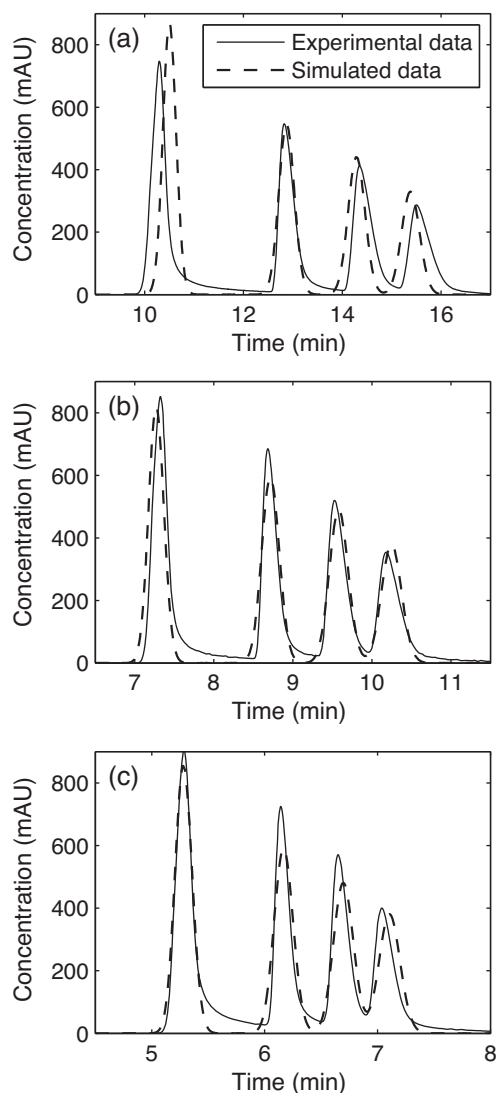 (a)
Experimental data
Simulated data
Concentration (mAU)
800
600
400
200
0
10 12 14 16
Time (min)
(b)
Concentration (mAU)
800
600
400
200
0
7 8 9 10 11
Time (min)
(c)
Concentration (mAU)
800
600
400
200
0
5 6 7 8
Time (min)